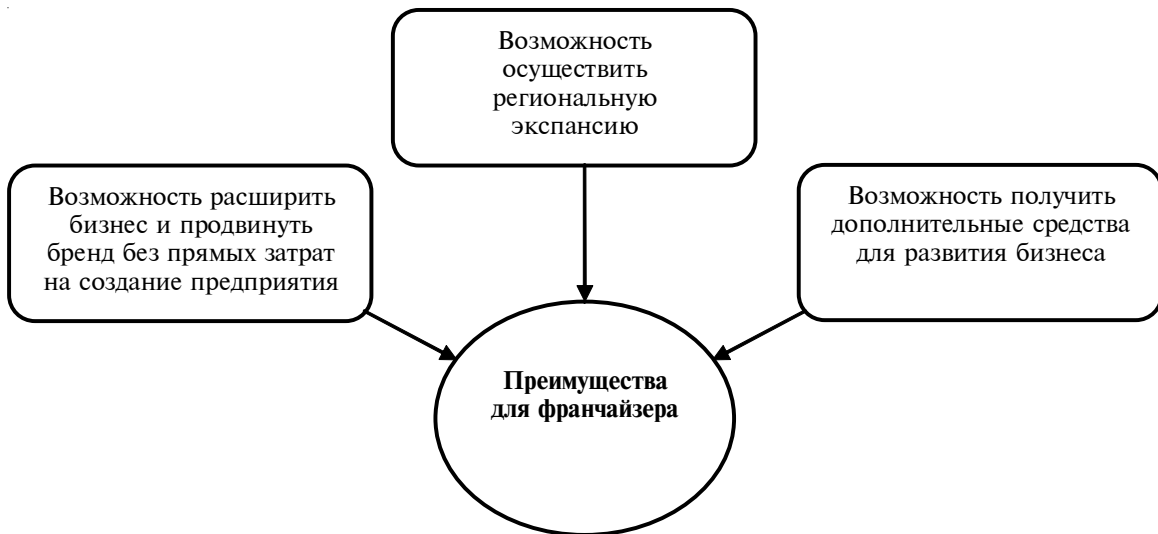 Возможность
осуществить
региональную
экспансию
Возможность расширить
бизнес и продвинуть
бренд без прямых затрат
на создание предприятия
Возможность получить
дополнительные средства
для развития бизнеса
Преимущества
для франчайзера